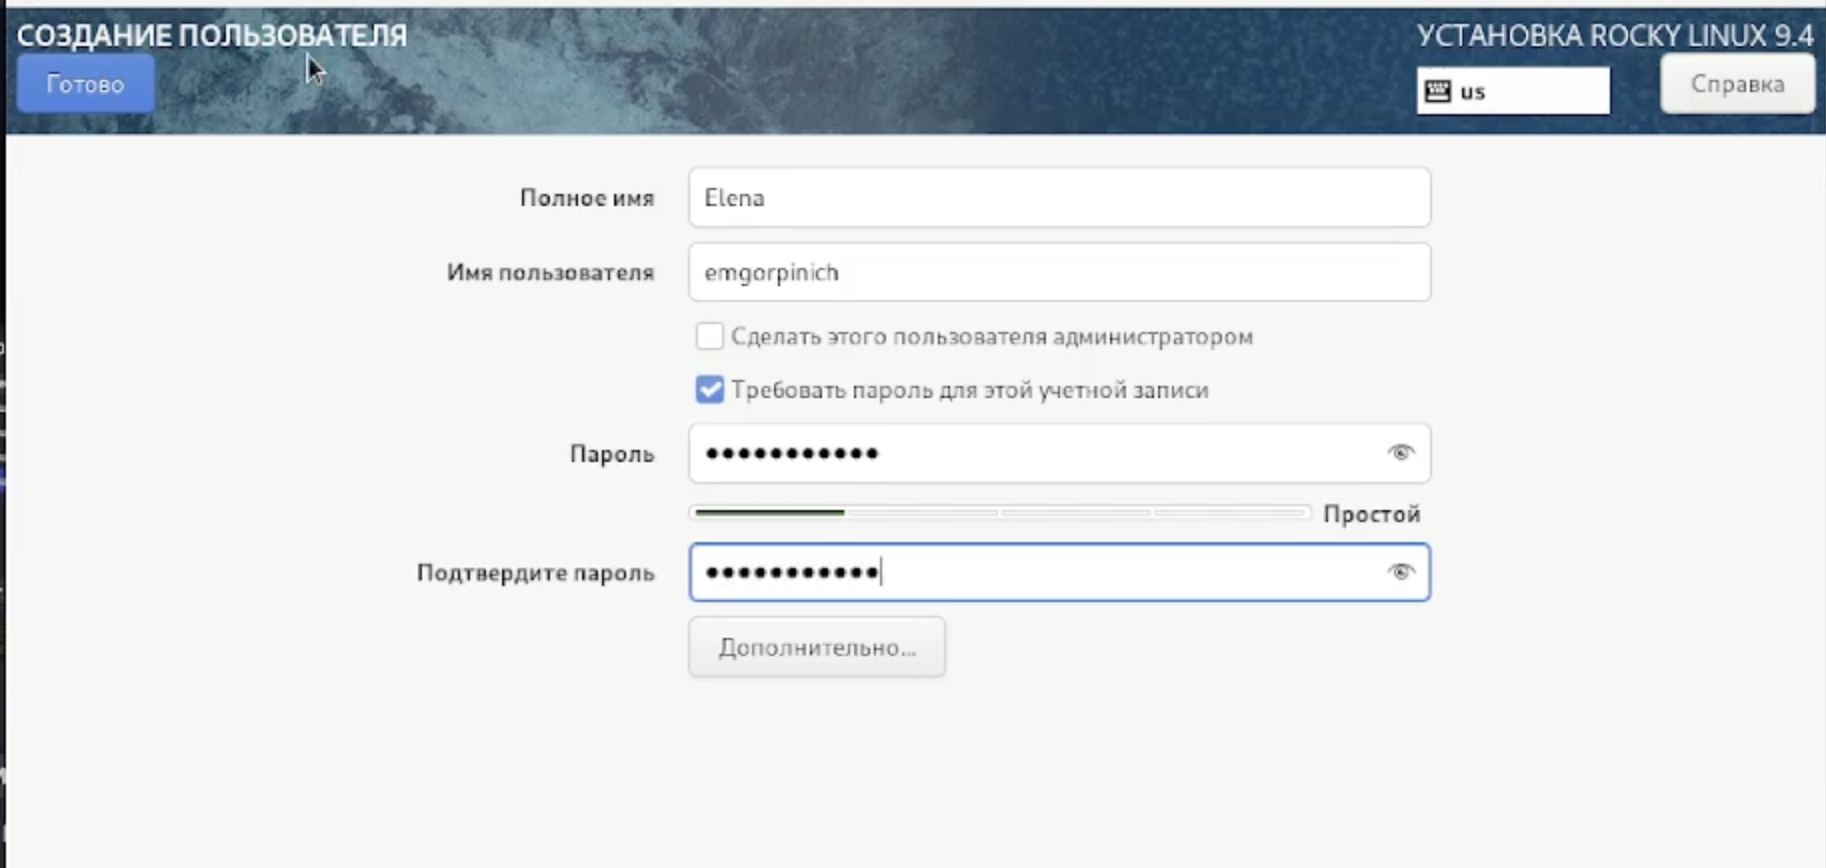 СОЗДАНИЕ ПОЛЬЗОВАТЕЛЯ
УСТАНОВКА ROCKY LINUX 9.4
Готово
us
Справка
Полное имя
Elena
Имя пользователя
emgorpinich
Сделать этого пользователя администратором
Требовать пароль для этой учетной записи
Пароль
•••••••••••
Простой
Подтвердите пароль
•••••••••••
Дополнительно...